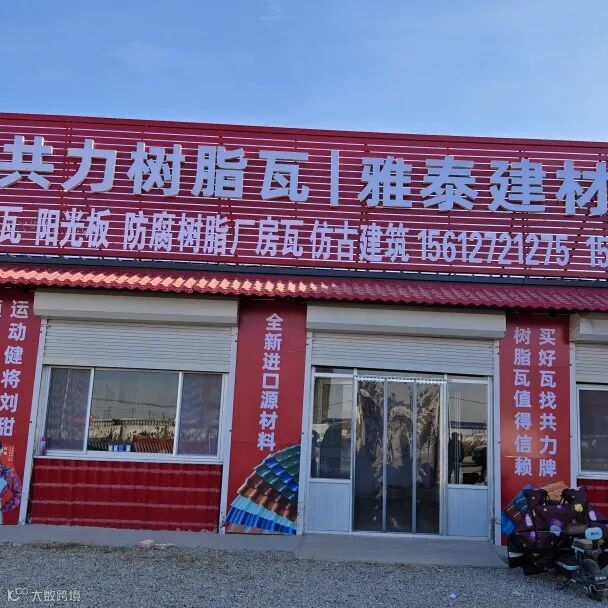 共力树脂瓦|雅泰建材
瓦 阳光板 防腐树脂厂房瓦 仿古建筑 15612721275 15
运动健将刘甜
全新进口源材料
买好瓦找共力牌
树脂瓦值得信赖
大数跨境